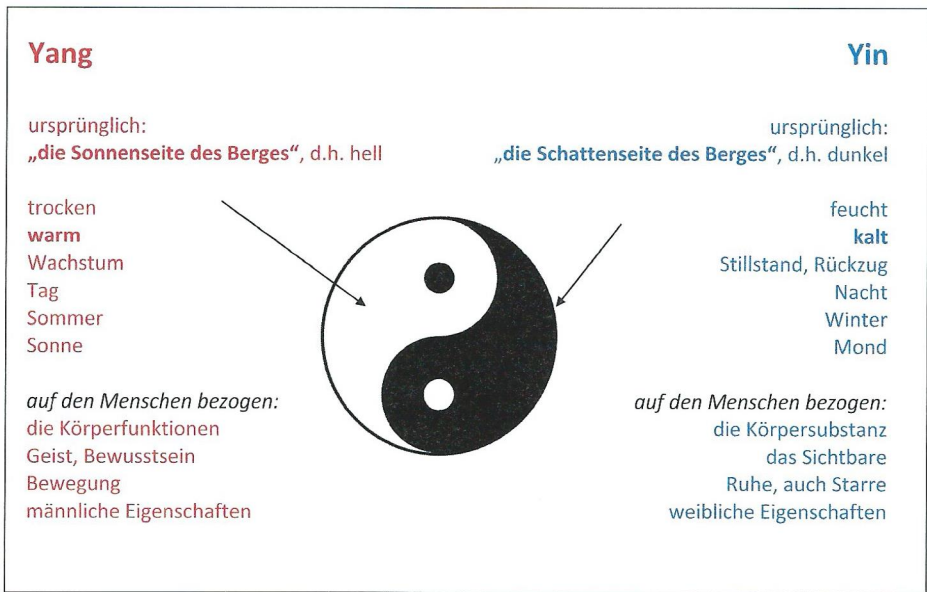 Yang
Yin
ursprünglich:
„die Sonnenseite des Berges“, d.h. hell
ursprünglich:
„die Schattenseite des Berges“, d.h. dunkel
trocken
warm
Wachstum
Tag
Sommer
Sonne
feucht
kalt
Stillstand, Rückzug
Nacht
Winter
Mond
auf den Menschen bezogen:
die Körperfunktionen
Geist, Bewusstsein
Bewegung
männliche Eigenschaften
auf den Menschen bezogen:
die Körpersubstanz
das Sichtbare
Ruhe, auch Starre
weibliche Eigenschaften